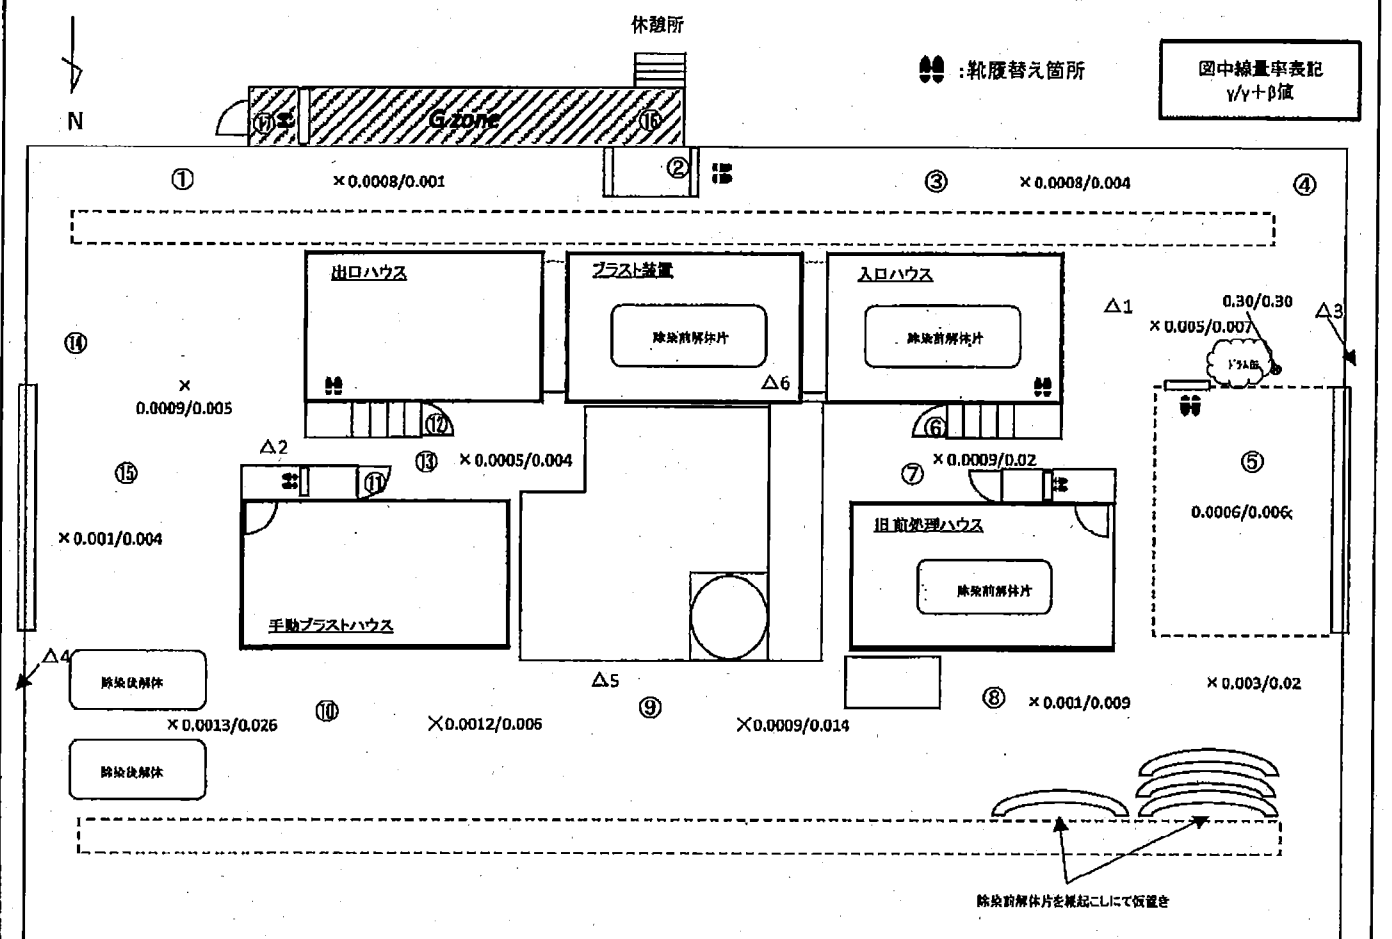 休憩所
:靴履替え箇所
図中線量率表記
γ/γ+β値
N
⑰
G zone
⑯
①
×0.0008/0.001
②
③
×0.0008/0.004
④
出口ハウス
ブラスト装置
入口ハウス
除染前解体片
除染前解体片
△1
0.30/0.30
△3
×0.005/0.007
ドラム缶
⑭
×
0.0009/0.005
△6
⑫
⑥
△2
⑬
×0.0005/0.004
×0.0009/0.02
⑦
⑤
⑮
⑪
0.0006/0.006×
×0.001/0.004
旧前処理ハウス
除染前解体片
手動ブラストハウス
△4
除染後解体
△5
×0.003/0.02
⑩
⑨
⑧
×0.001/0.009
×0.0013/0.026
×0.0012/0.006
×0.0009/0.014
除染後解体
除染前解体片を縦起こしにて仮置き